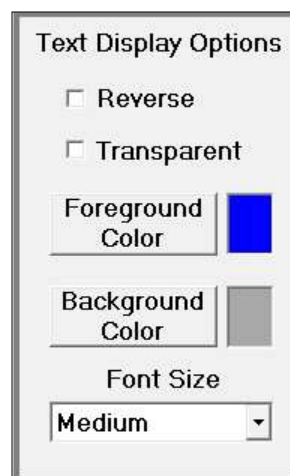 Text Display Options
Reverse
Transparent
Foreground
Color
Background
Color
Font Size
Medium